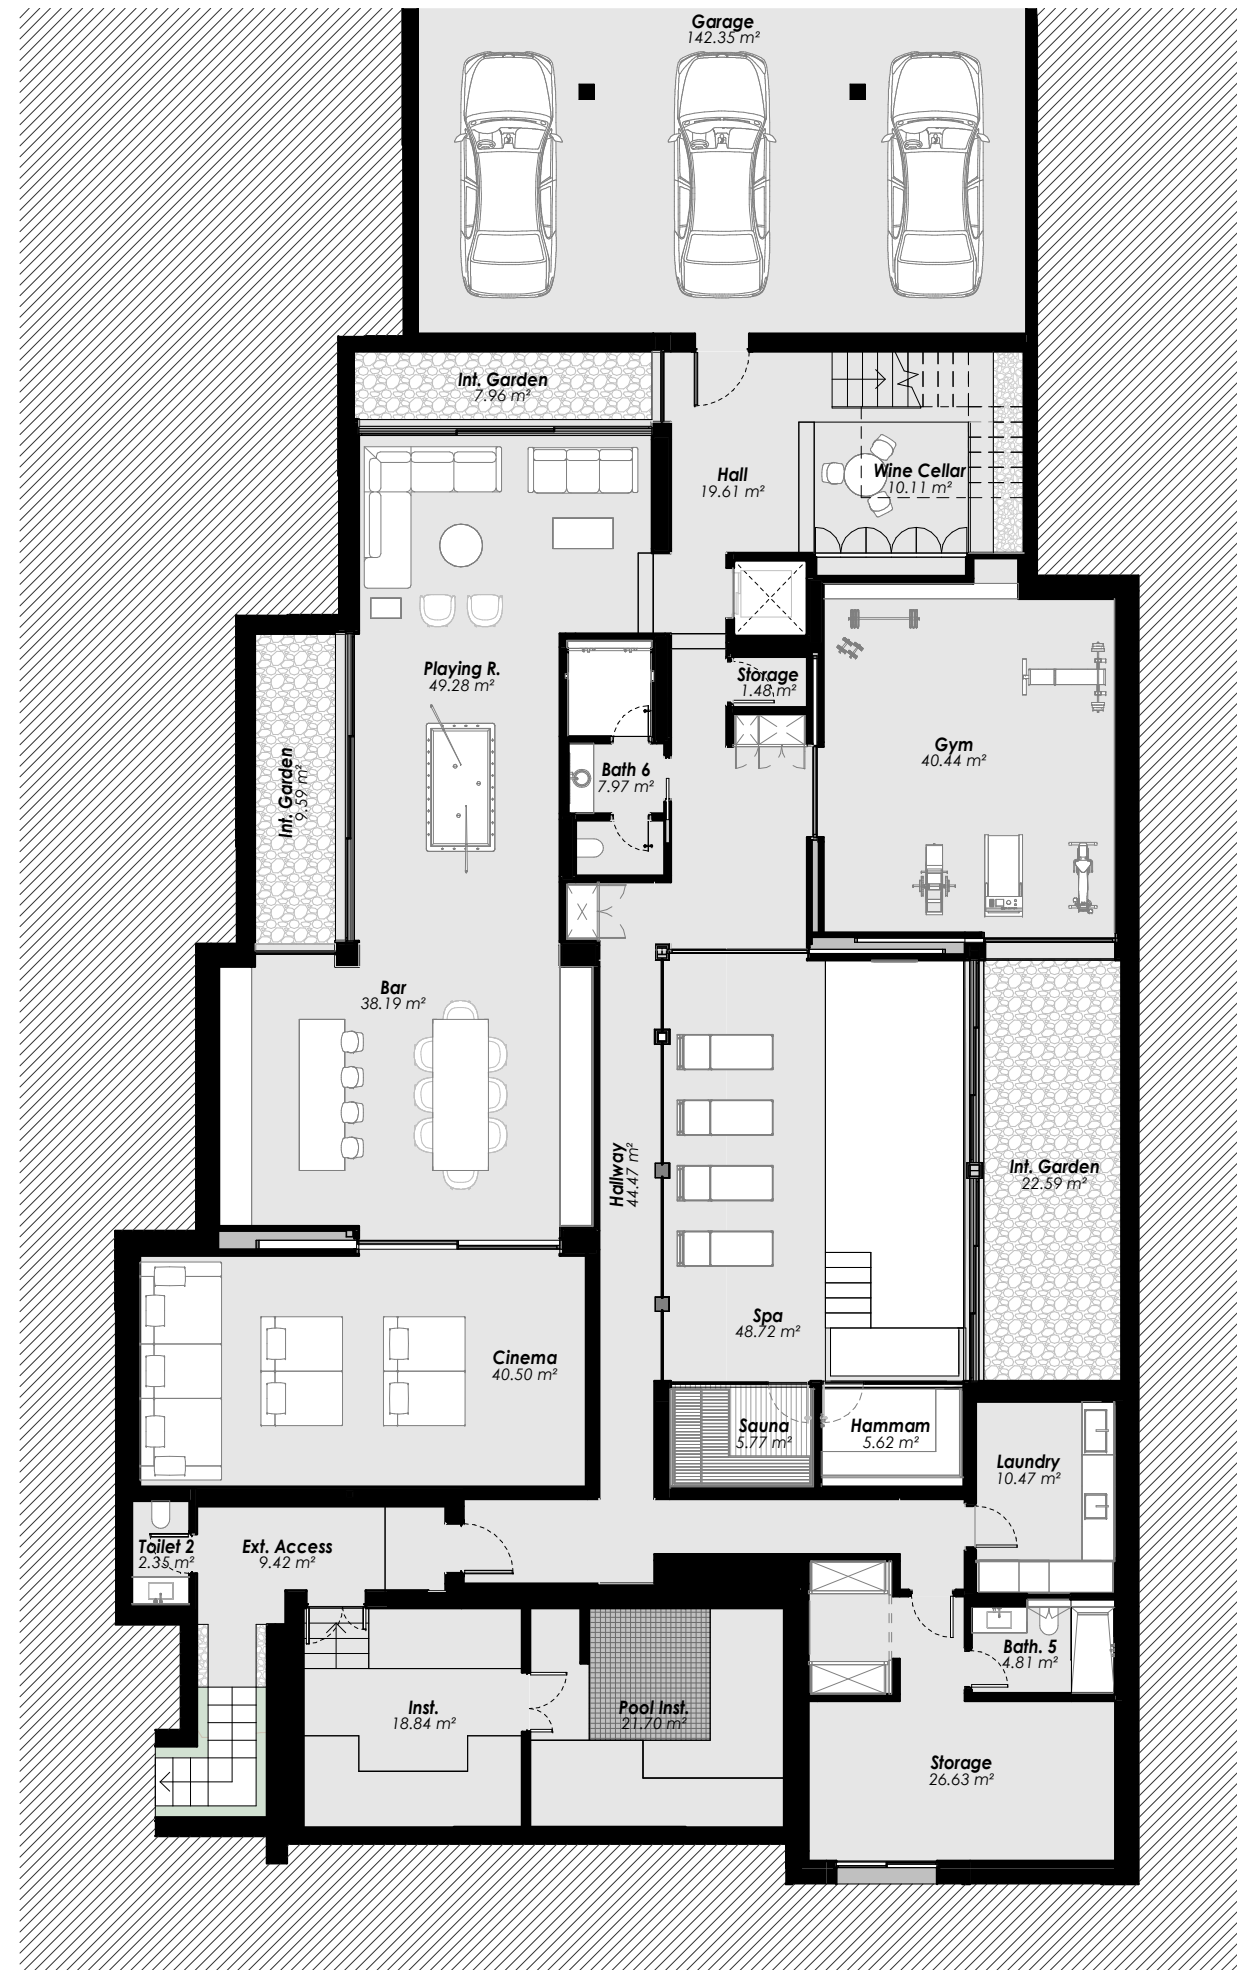 Garage
142.35 m²
Int. Garden
7.96 m²
Hall
19.61 m²
Wine Cellar
10.11 m²
Playing R.
49.28 m²
Storage
1.48 m²
Int. Garden
9.59 m²
Bath 6
7.97 m²
Gym
40.44 m²
Bar
38.19 m²
Hallway
44.47 m²
Int. Garden
22.59 m²
Spa
48.72 m²
Cinema
40.50 m²
Sauna
5.77 m²
Hammam
5.62 m²
Laundry
10.47 m²
Toilet 2
2.35 m²
Ext. Access
9.42 m²
Bath. 5
4.81 m²
Inst.
18.84 m²
Pool Inst.
21.70 m²
Storage
26.63 m²